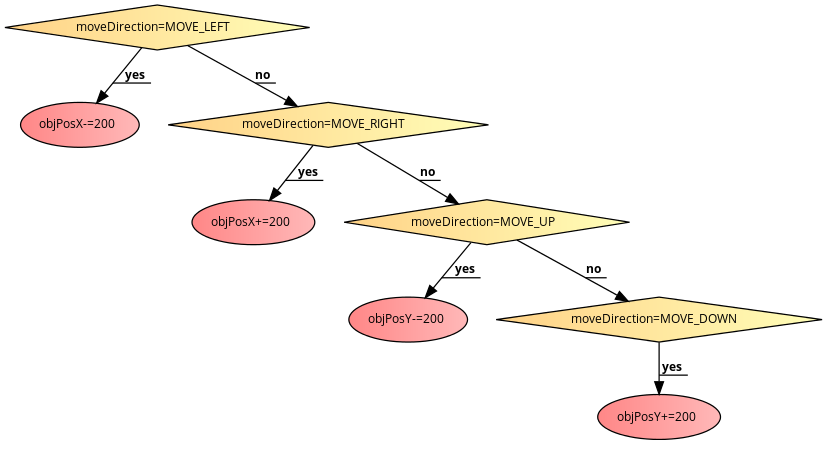 moveDirection=MOVE_LEFT
yes
no
objPosX-=200
moveDirection=MOVE_RIGHT
yes
no
objPosX+=200
moveDirection=MOVE_UP
yes
no
objPosY-=200
moveDirection=MOVE_DOWN
yes
objPosY+=200